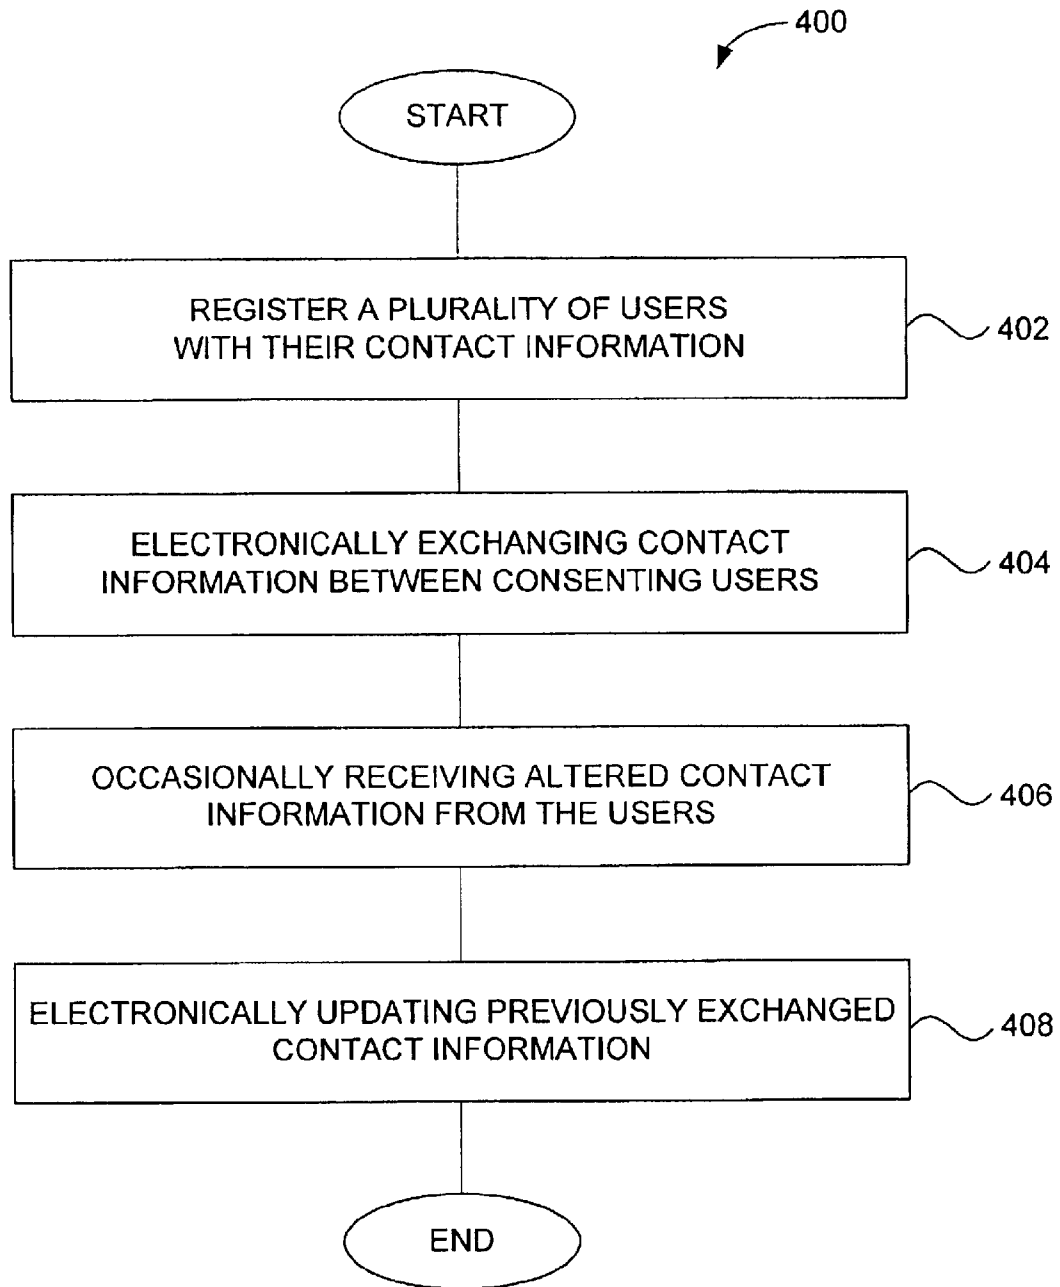 400
START
REGISTER A PLURALITY OF USERS
WITH THEIR CONTACT INFORMATION
402
ELECTRONICALLY EXCHANGING CONTACT
INFORMATION BETWEEN CONSENTING USERS
404
OCCASIONALLY RECEIVING ALTERED CONTACT
INFORMATION FROM THE USERS
406
ELECTRONICALLY UPDATING PREVIOUSLY EXCHANGED
CONTACT INFORMATION
408
END